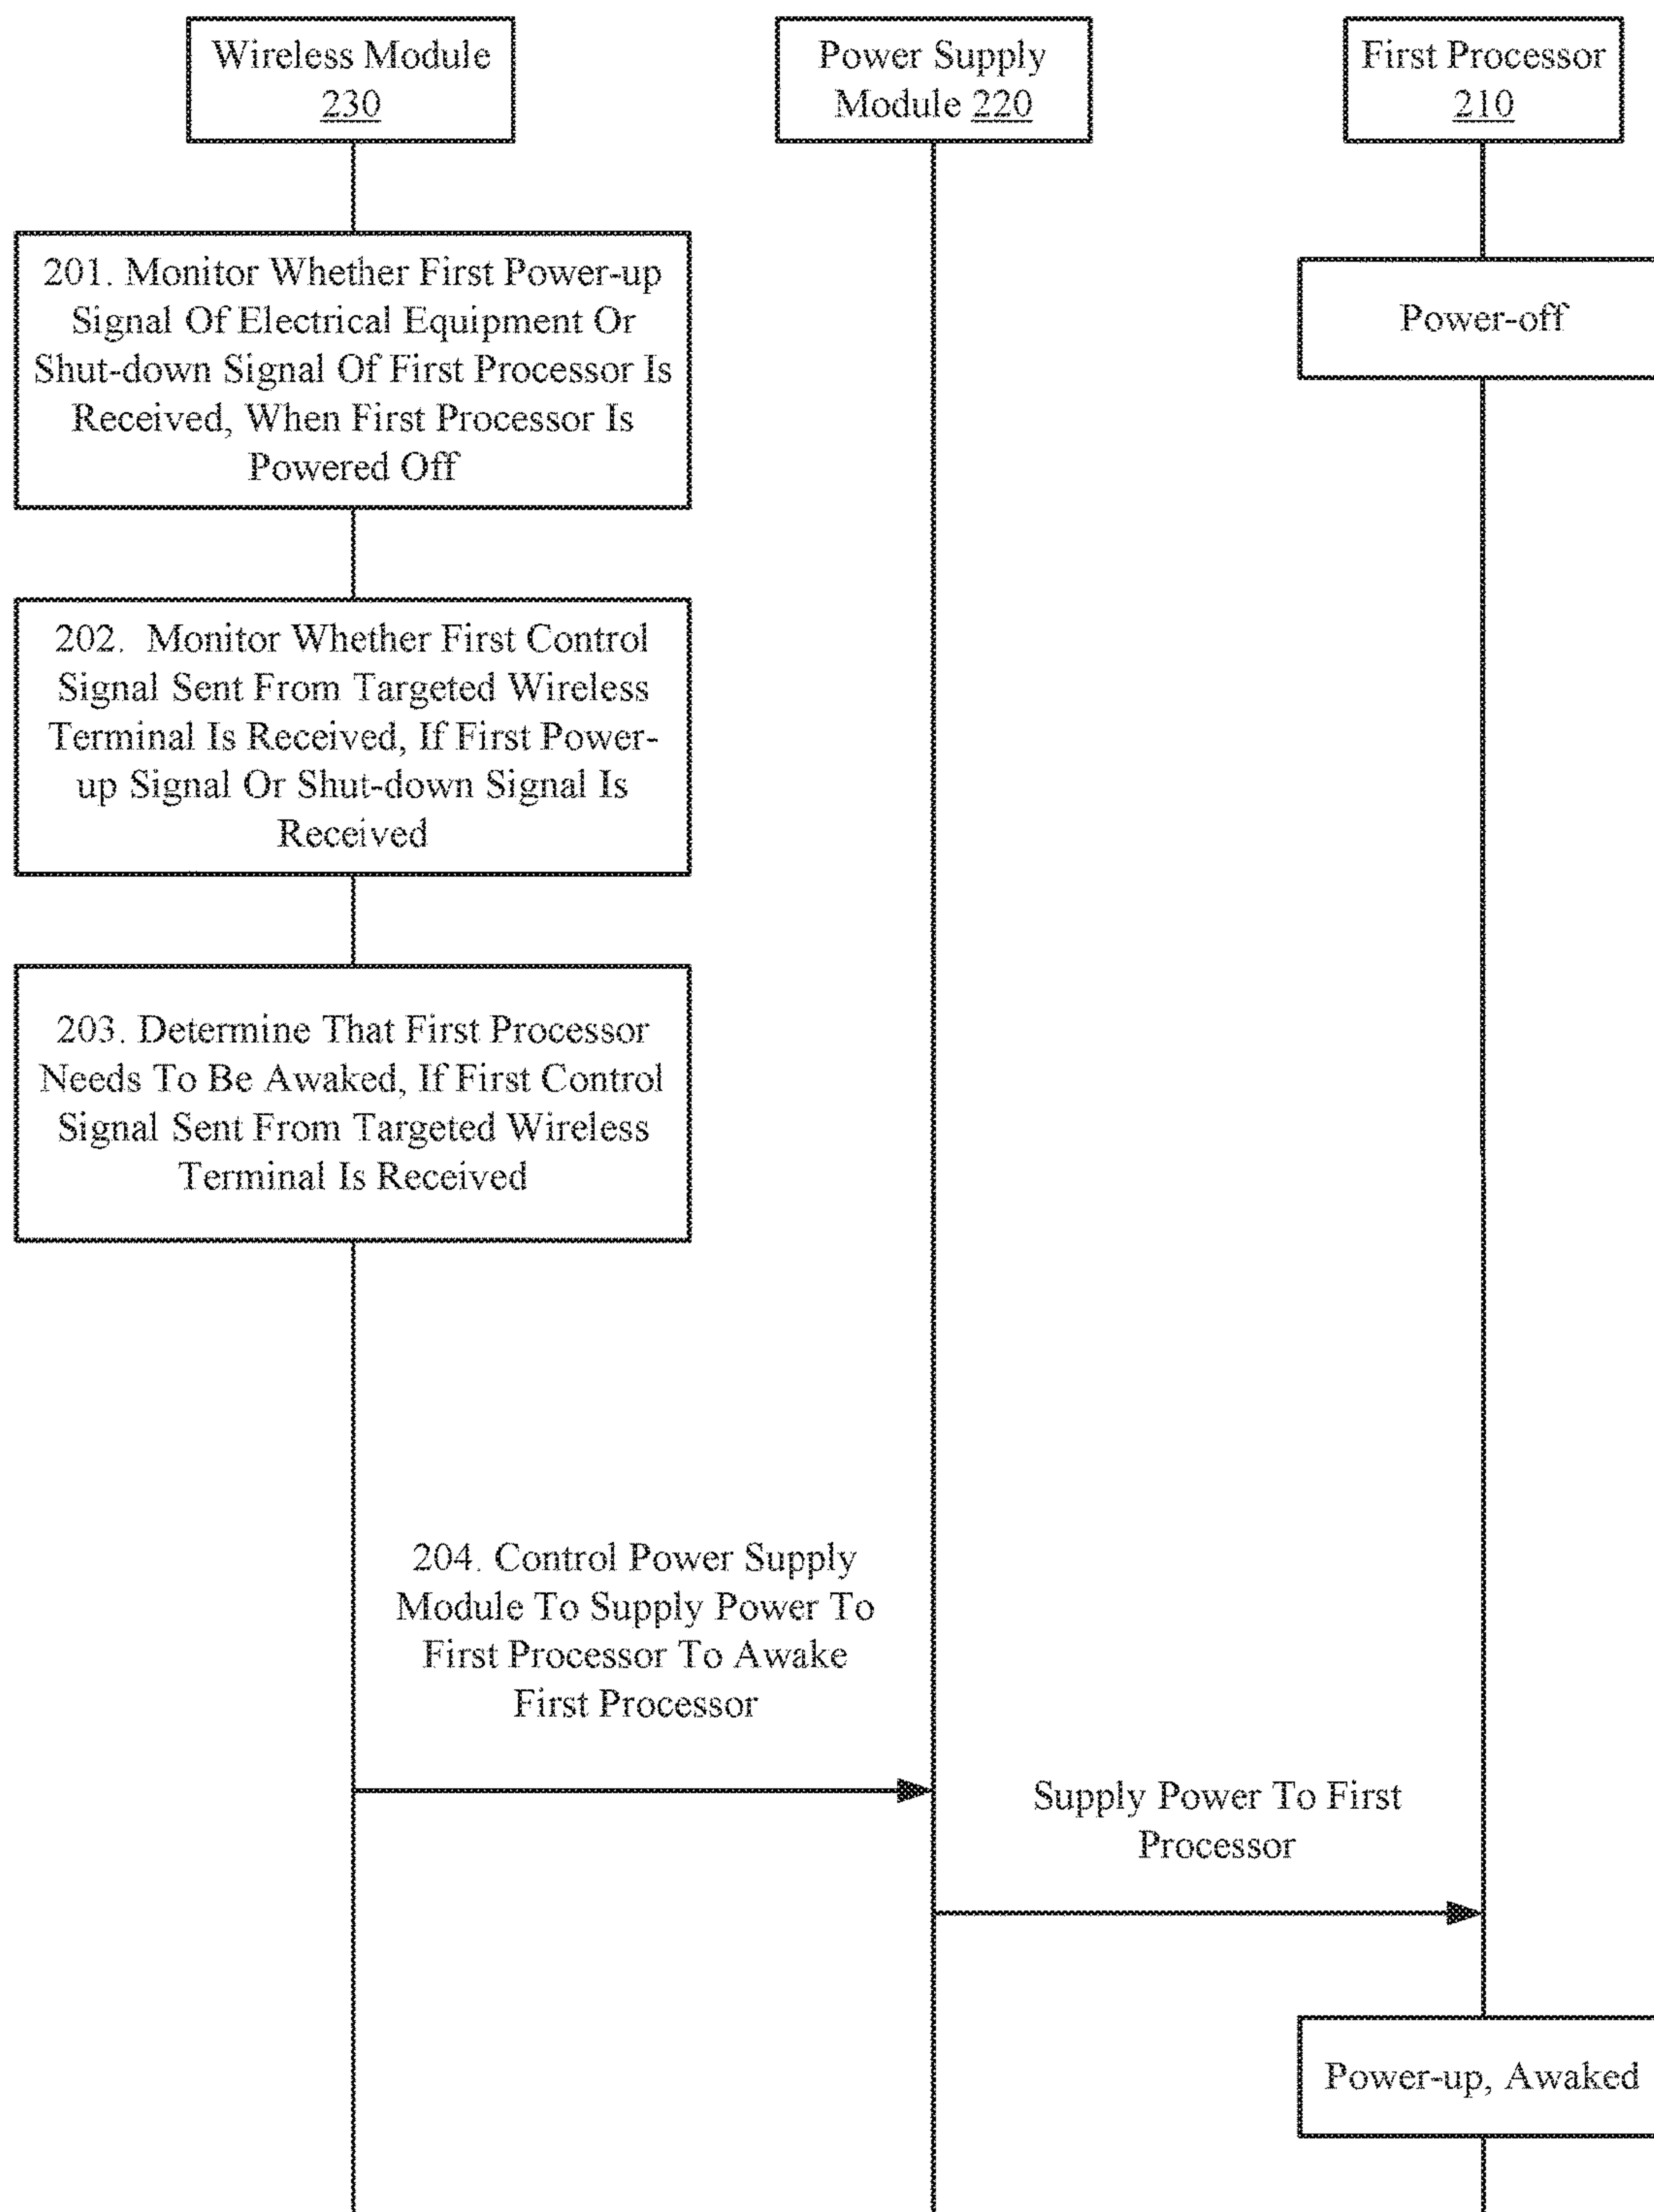 Wireless Module
230
Power Supply
Module 220
First Processor
210
201. Monitor Whether First Power-up
Signal Of Electrical Equipment Or
Shut-down Signal Of First Processor Is
Received, When First Processor Is
Powered Off
Power-off
202. Monitor Whether First Control
Signal Sent From Targeted Wireless
Terminal Is Received, If First Power-
up Signal Or Shut-down Signal Is
Received
203. Determine That First Processor
Needs To Be Awaked, If First Control
Signal Sent From Targeted Wireless
Terminal Is Received
204. Control Power Supply
Module To Supply Power To
First Processor To Awake
First Processor
Supply Power To First
Processor
Power-up, Awaked